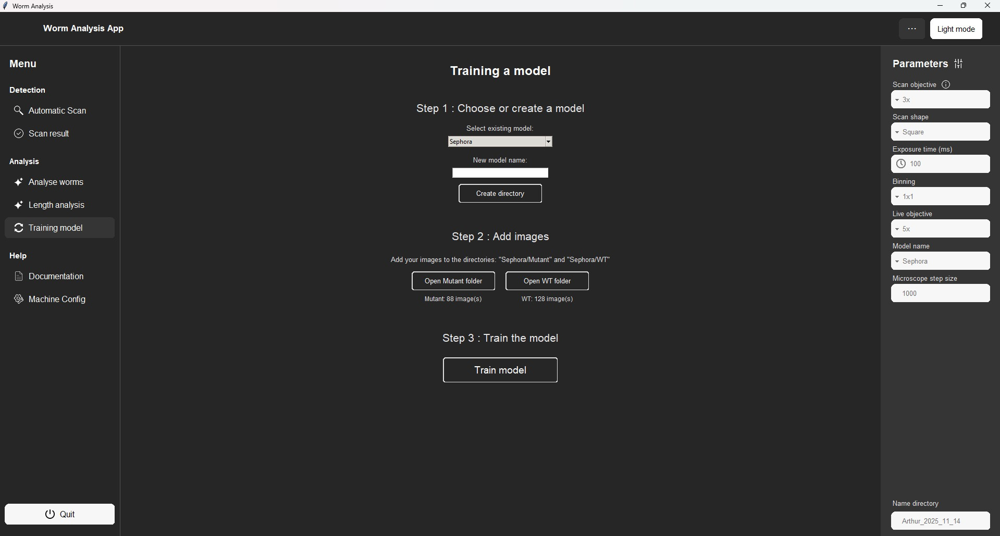 Worm Analysis
Worm Analysis App
...
Light mode
Menu
Detection
Automatic Scan
Scan result
Analysis
Analyse worms
Length analysis
Training model
Help
Documentation
Machine Config
Quit
Training a model
Step 1 : Choose or create a model
Select existing model:
Sephora
New model name:
Create directory
Step 2 : Add images
Add your images to the directories: "Sephora/Mutant" and "Sephora/WT"
Open Mutant folder
Open WT folder
Mutant: 88 image(s)
WT: 128 image(s)
Step 3 : Train the model
Train model
Parameters
Scan objective
3x
Scan shape
Square
Exposure time (ms)
100
Binning
1x1
Live objective
5x
Model name
Sephora
Microscope step size
1000
Name directory
Arthur_2025_11_14